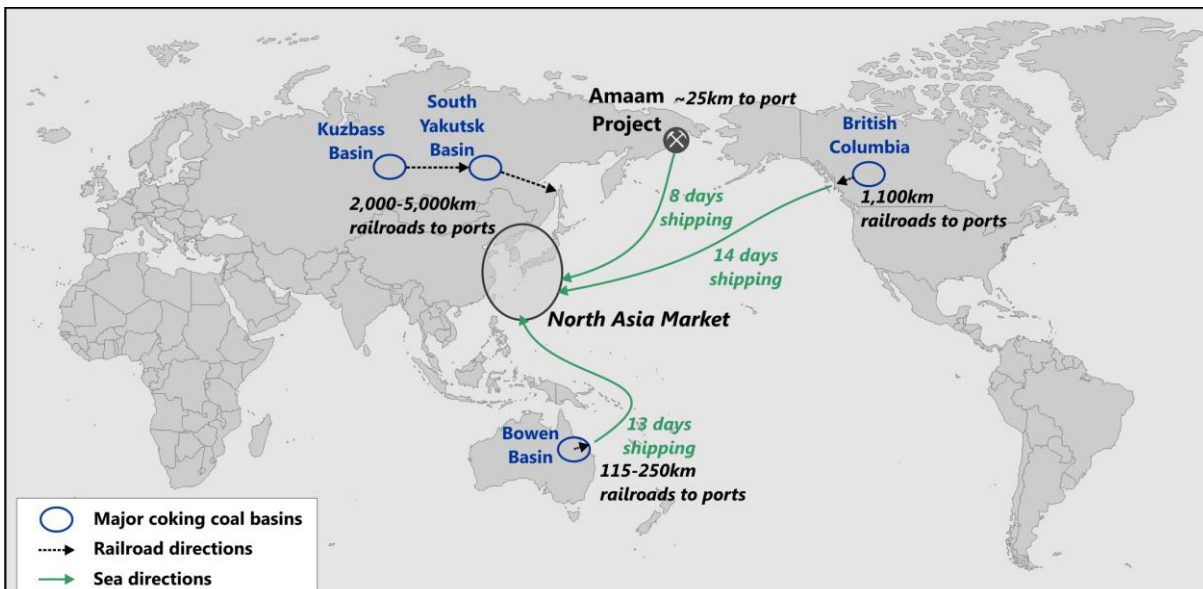 Amaam
Project
~25km to port
South
Yakutsk
Basin
Kuzbass
Basin
British
Columbia
2,000-5,000km
railroads to ports
8 days
shipping
1,100km
railroads to ports
14 days
shipping
North Asia Market
13 days
shipping
Bowen
Basin
115-250km
railroads to ports
Major coking coal basins
Railroad directions
Sea directions